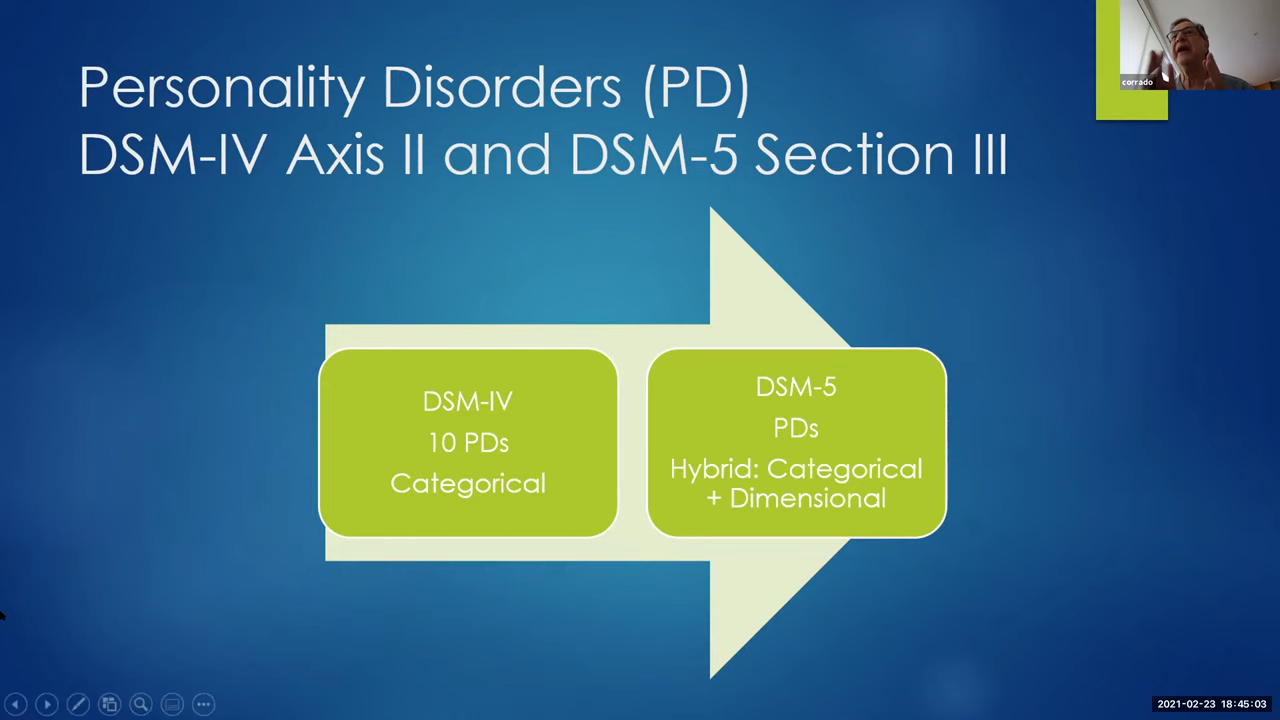 Personality Disorders (PD)
DSM-IV Axis II and DSM-5 Section III
corrado
DSM-IV
10 PDs
Categorical
DSM-5
PDs
Hybrid: Categorical
+ Dimensional
2021-02-23 18:45:03